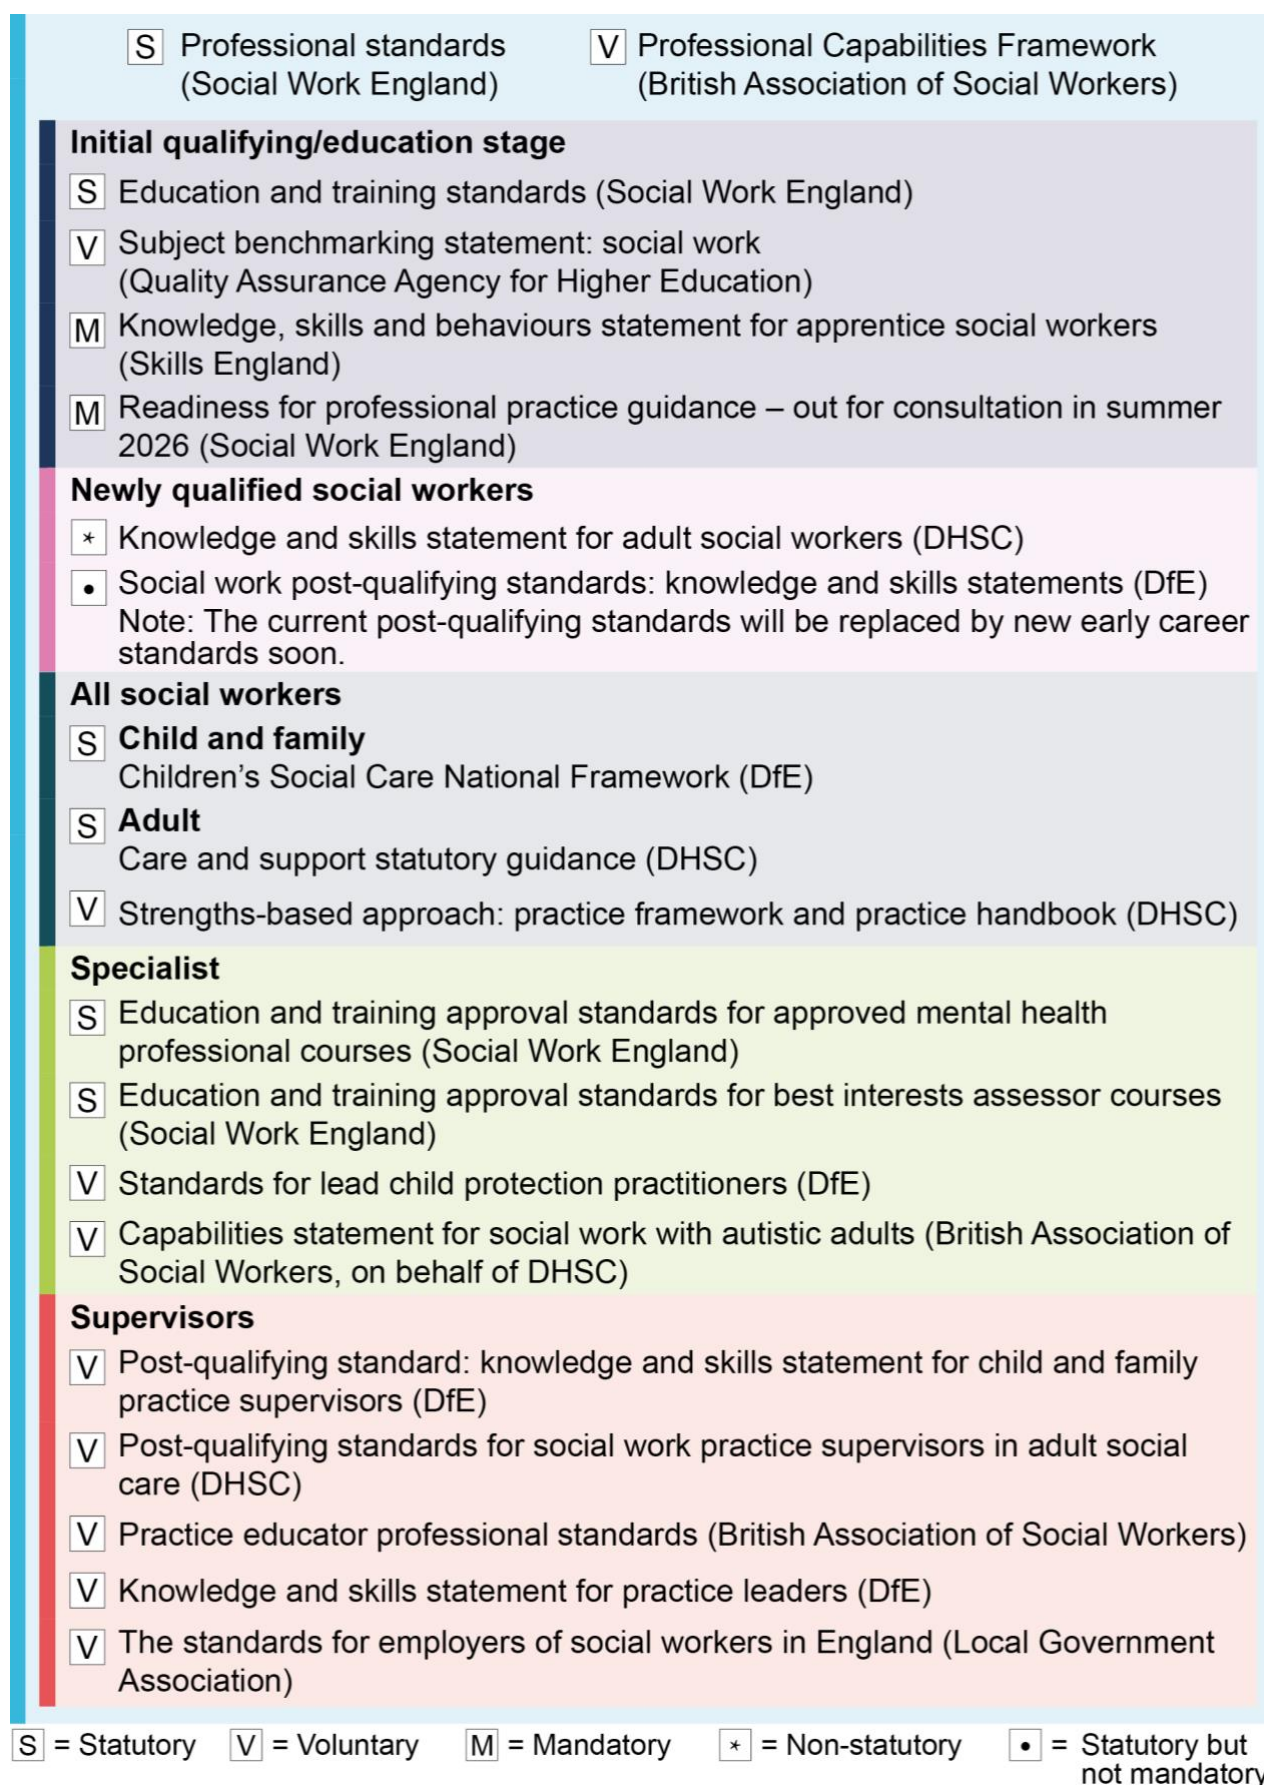 S Professional standards
(Social Work England)
V Professional Capabilities Framework
(British Association of Social Workers)
Initial qualifying/education stage
S Education and training standards (Social Work England)
V Subject benchmarking statement: social work
(Quality Assurance Agency for Higher Education)
M Knowledge, skills and behaviours statement for apprentice social workers
(Skills England)
M Readiness for professional practice guidance – out for consultation in summer
2026 (Social Work England)
Newly qualified social workers
* Knowledge and skills statement for adult social workers (DHSC)
• Social work post-qualifying standards: knowledge and skills statements (DfE)
Note: The current post-qualifying standards will be replaced by new early career
standards soon.
All social workers
S Child and family
Children’s Social Care National Framework (DfE)
S Adult
Care and support statutory guidance (DHSC)
V Strengths-based approach: practice framework and practice handbook (DHSC)
Specialist
S Education and training approval standards for approved mental health
professional courses (Social Work England)
S Education and training approval standards for best interests assessor courses
(Social Work England)
V Standards for lead child protection practitioners (DfE)
V Capabilities statement for social work with autistic adults (British Association of
Social Workers, on behalf of DHSC)
Supervisors
V Post-qualifying standard: knowledge and skills statement for child and family
practice supervisors (DfE)
V Post-qualifying standards for social work practice supervisors in adult social
care (DHSC)
V Practice educator professional standards (British Association of Social Workers)
V Knowledge and skills statement for practice leaders (DfE)
V The standards for employers of social workers in England (Local Government
Association)
S = Statutory V = Voluntary M = Mandatory * = Non-statutory • = Statutory but
not mandatory